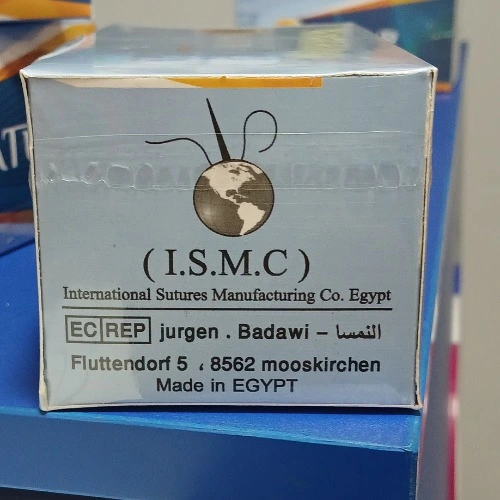 ( I.S.M.C )
International Sutures Manufacturing Co. Egypt
EC REP jurgen . Badawi – النمسا
Fluttendorf 5 ، 8562 mooskirchen
Made in EGYPT